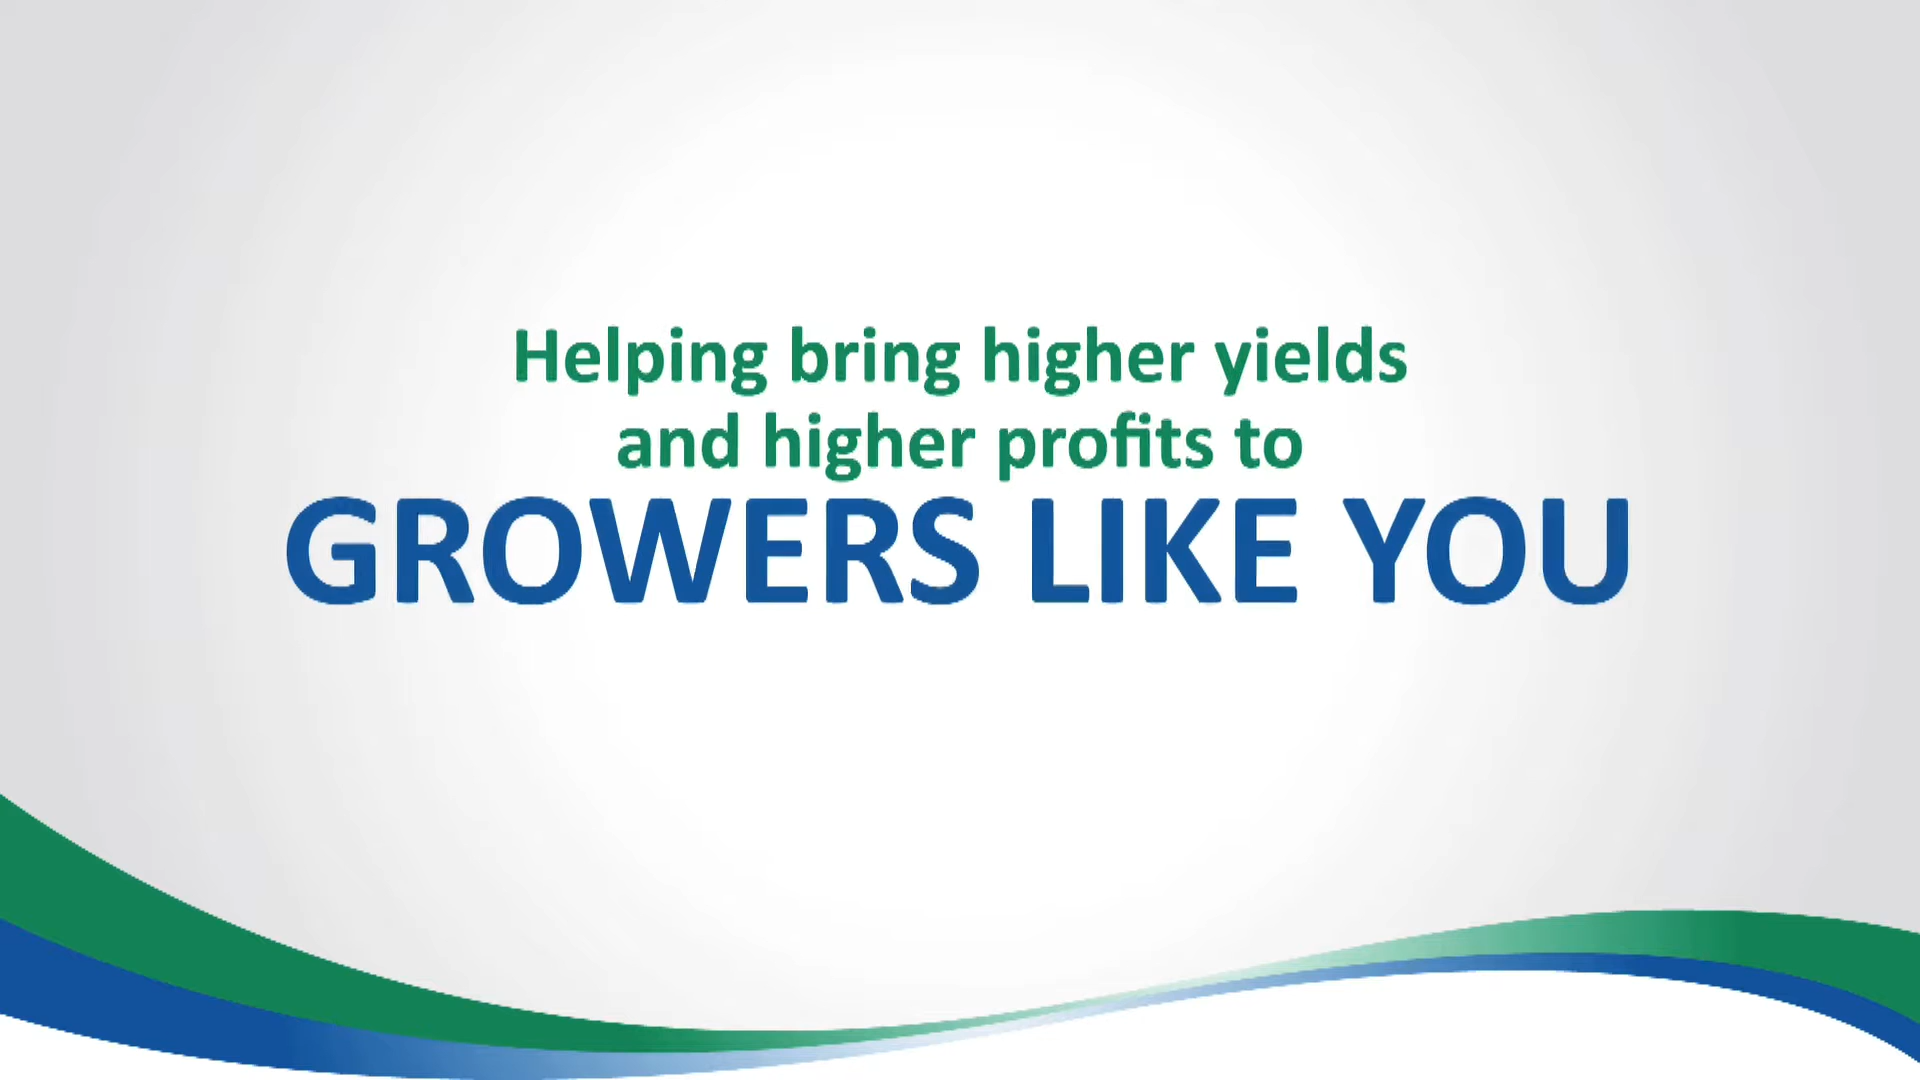 Helping bring higher yields
and higher profits to
GROWERS LIKE YOU